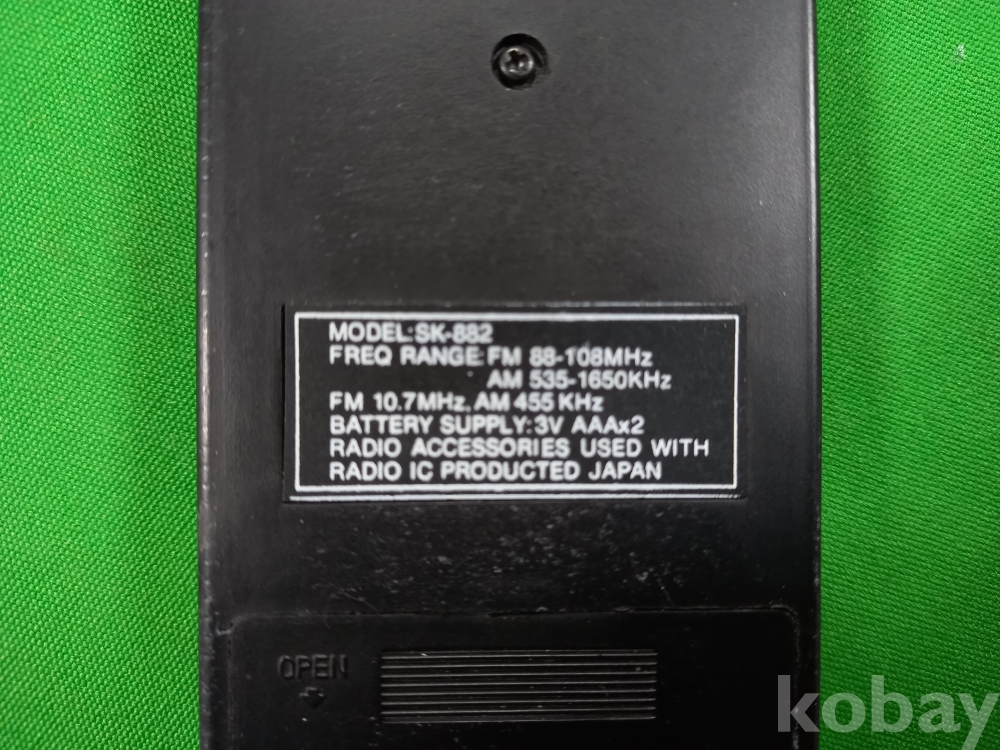 MODEL:SK-882
FREQ RANGE:FM 88-108MHz
AM 535-1650KHz
FM 10.7MHz. AM 455 KHz
BATTERY SUPPLY:3V AAAx2
RADIO ACCESSORIES USED WITH
RADIO IC PRODUCTED JAPAN
OPEN
kobay